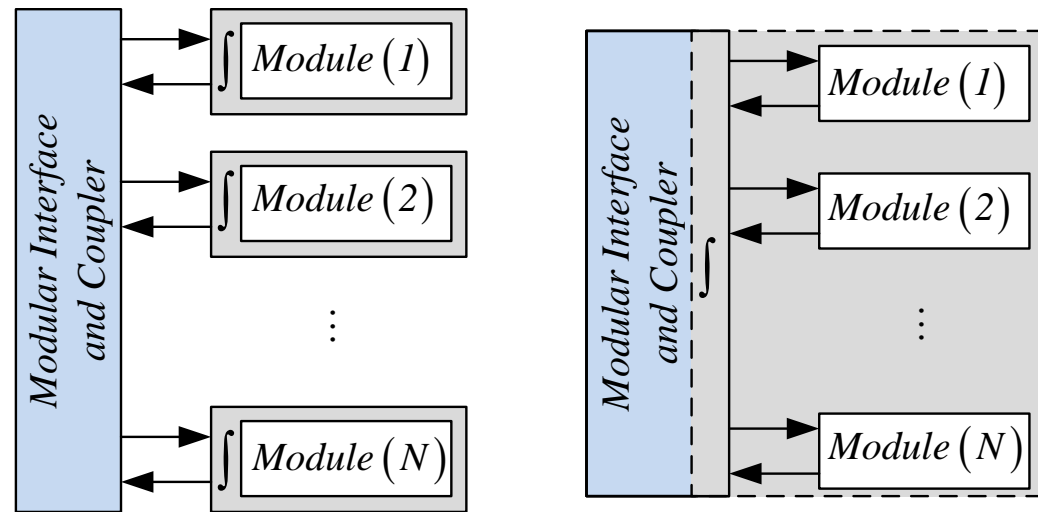 Modular Interface
and Coupler
∫ Module (1)
∫ Module (2)
⋮
∫ Module (N)
Modular Interface
and Coupler
∫
Module (1)
Module (2)
⋮
Module (N)